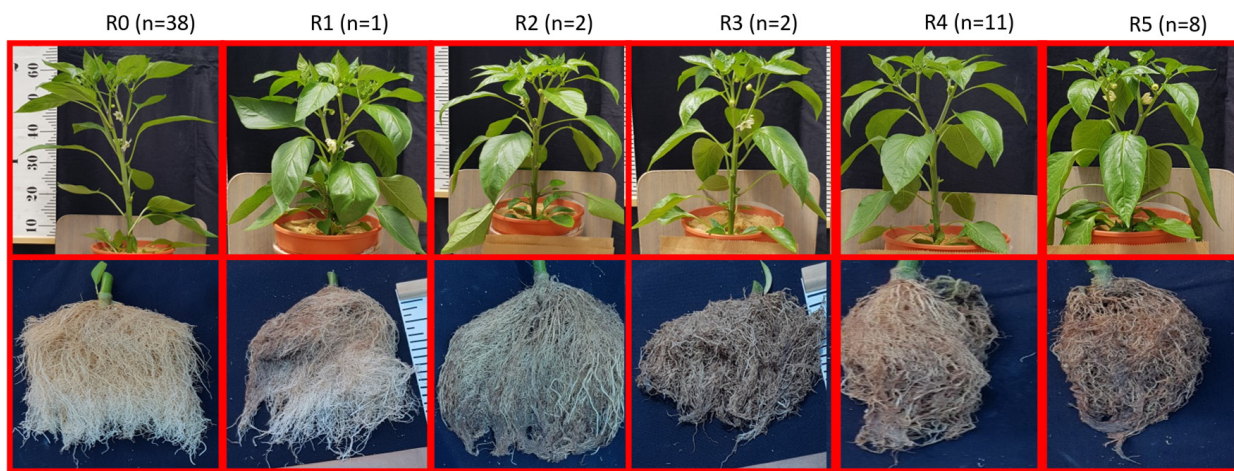 R0 (n=38)
R1 (n=1)
R2 (n=2)
R3 (n=2)
R4 (n=11)
R5 (n=8)
60
40
30
20
10